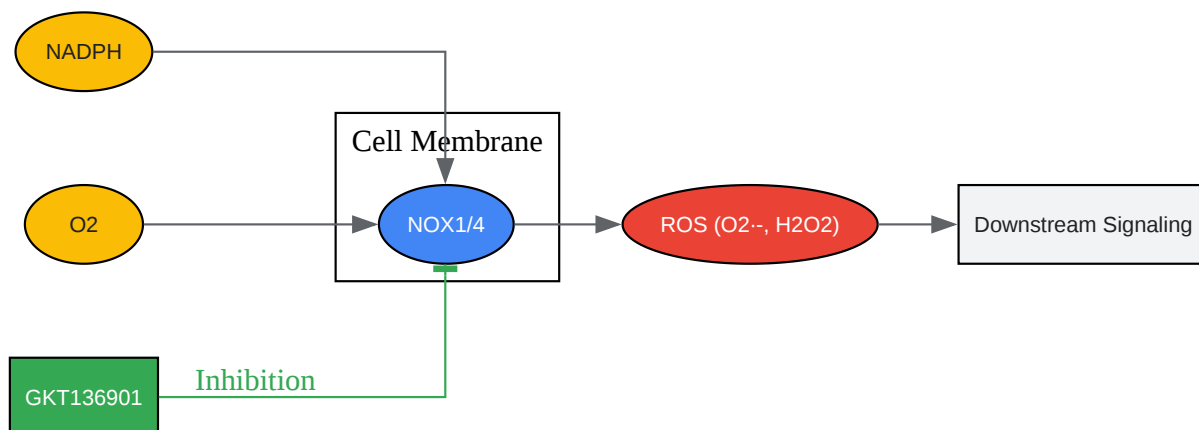 NADPH
Cell Membrane
O2
NOX1/4
ROS (O2·-, H2O2)
Downstream Signaling
Inhibition
GKT136901